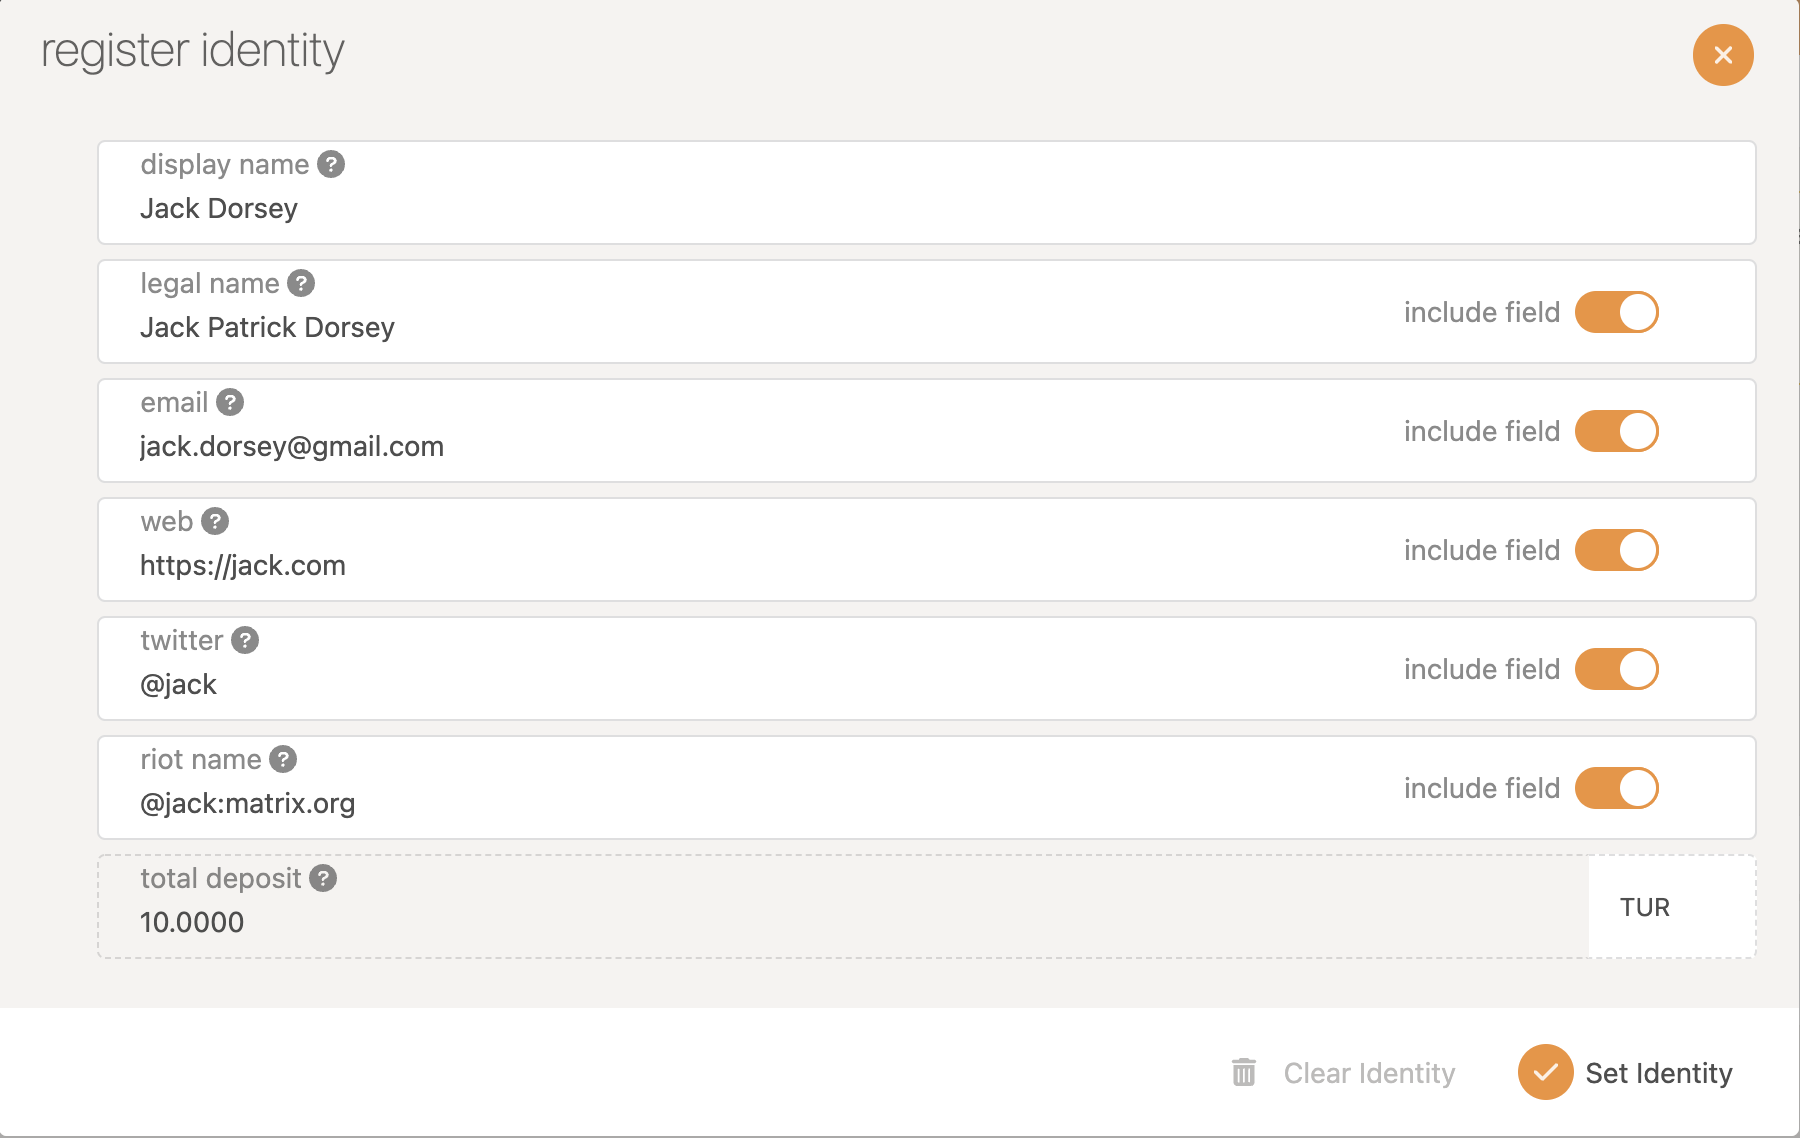 register identity
display name ?
Jack Dorsey
legal name ?
Jack Patrick Dorsey
include field
email ?
jack.dorsey@gmail.com
include field
web ?
https://jack.com
include field
twitter ?
@jack
include field
riot name ?
@jack:matrix.org
include field
total deposit ?
10.0000
TUR
Clear Identity
Set Identity